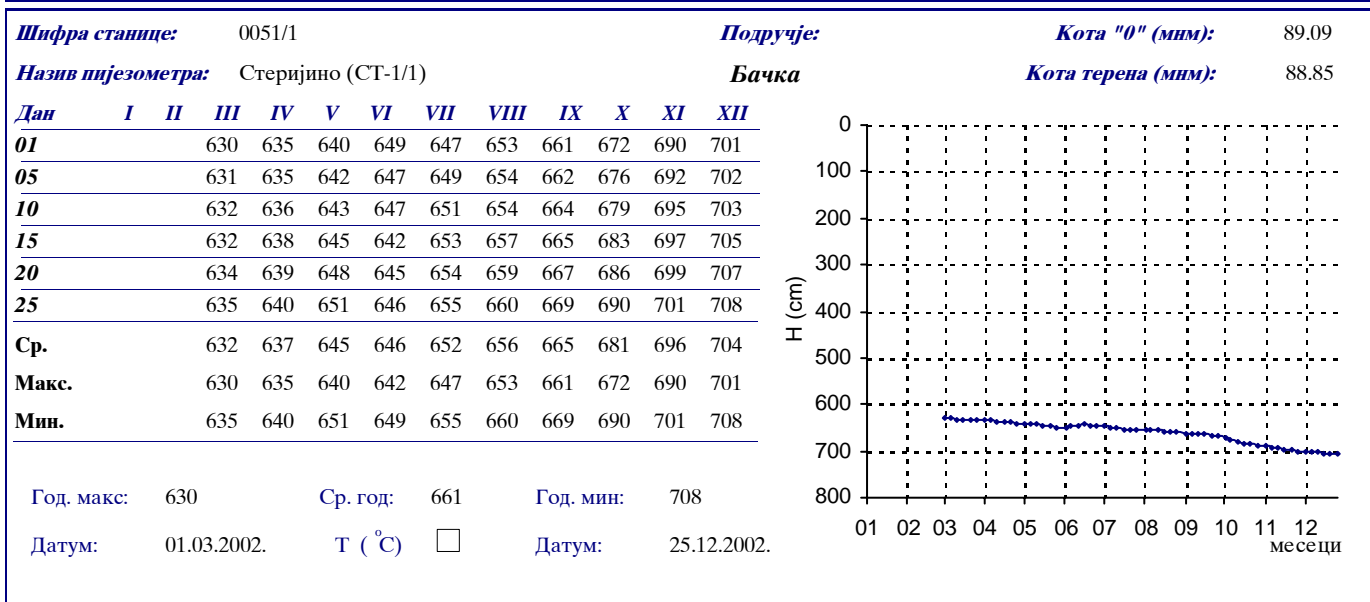 Шифра станице: 0051/1 Подручје: Кота "0" (мнм): 89.09
Назив пијезометра: Стеријино (СТ-1/1) Бачка Кота терена (мнм): 88.85
Дан I II III IV V VI VII VIII IX X XI XII
01 630 635 640 649 647 653 661 672 690 701
05 631 635 642 647 649 654 662 676 692 702
10 632 636 643 647 651 654 664 679 695 703
15 632 638 645 642 653 657 665 683 697 705
20 634 639 648 645 654 659 667 686 699 707
25 635 640 651 646 655 660 669 690 701 708
Ср. 632 637 645 646 652 656 665 681 696 704
Макс. 630 635 640 642 647 653 661 672 690 701
Мин. 635 640 651 649 655 660 669 690 701 708
Год. макс: 630 Ср. год: 661 Год. мин: 708
Датум: 01.03.2002. Т (°C) Датум: 25.12.2002.
H (cm)
0
100
200
300
400
500
600
700
800
01 02 03 04 05 06 07 08 09 10 11 12
месеци